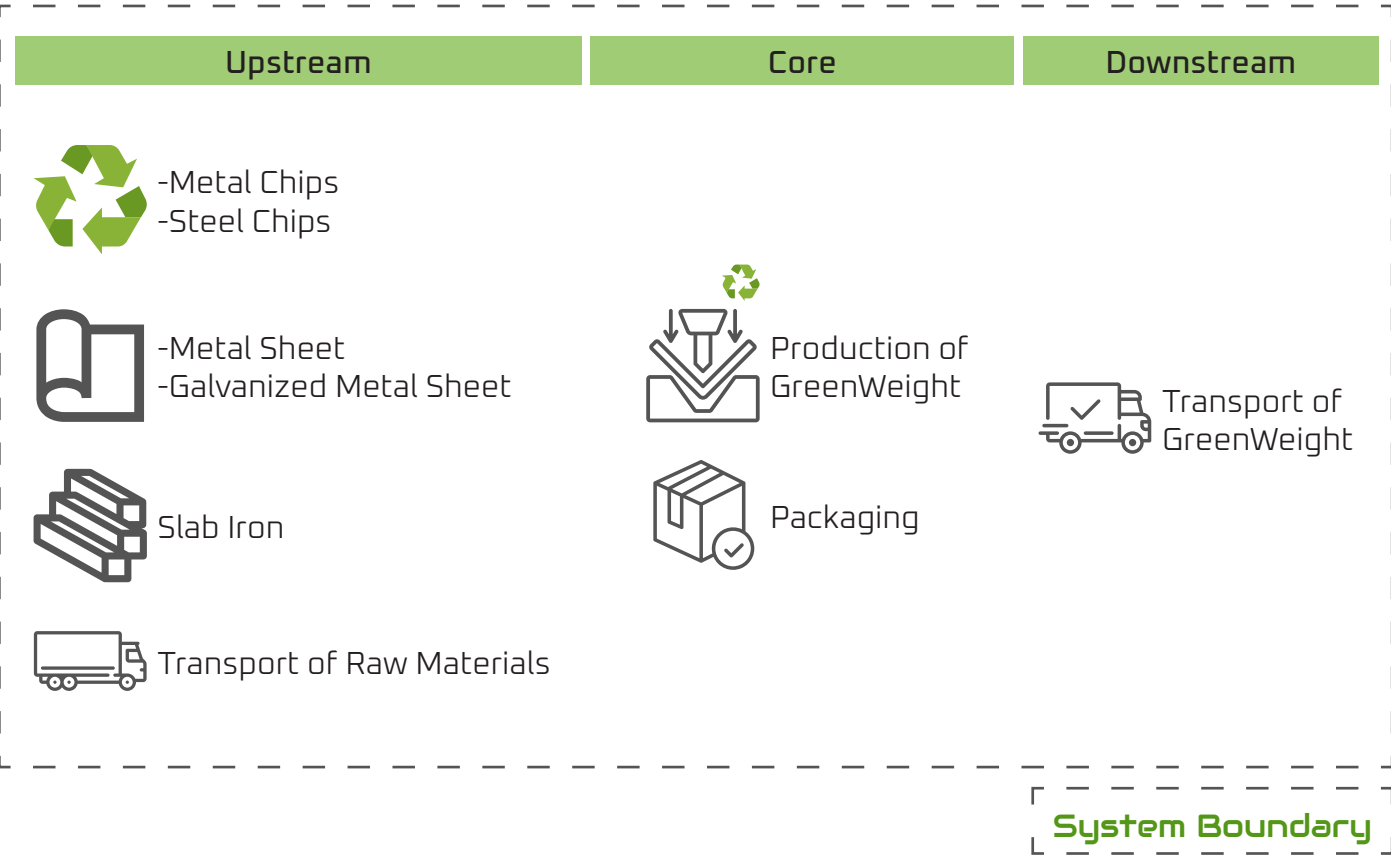 Upstream
Core
Downstream
-Metal Chips
-Steel Chips
-Metal Sheet
-Galvanized Metal Sheet
Slab Iron
Transport of Raw Materials
Production of
GreenWeight
Packaging
Transport of
GreenWeight
System Boundary